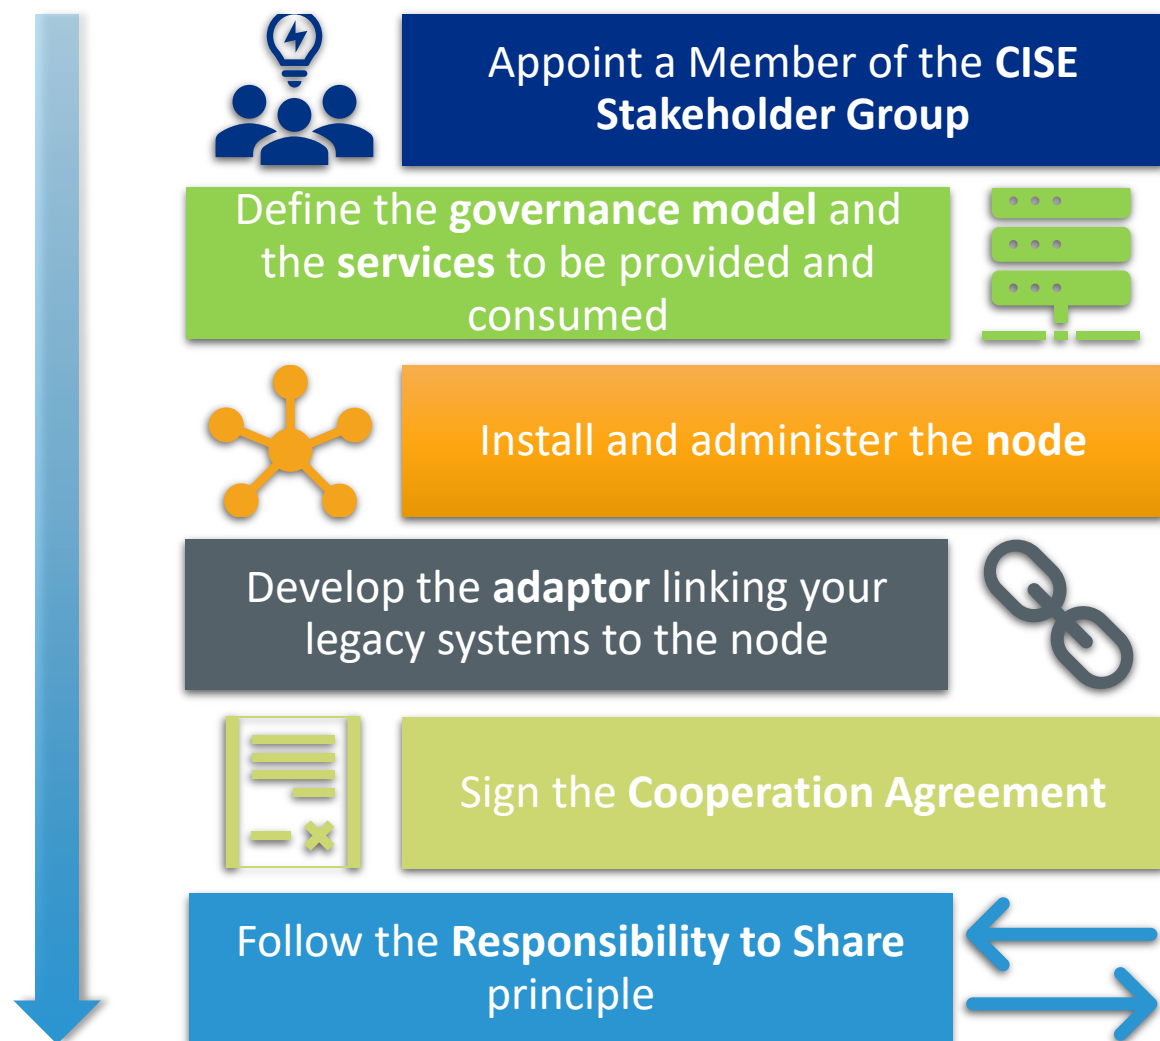 Appoint a Member of the CISE
Stakeholder Group
Define the governance model and
the services to be provided and
consumed
Install and administer the node
Develop the adaptor linking your
legacy systems to the node
Sign the Cooperation Agreement
Follow the Responsibility to Share
principle